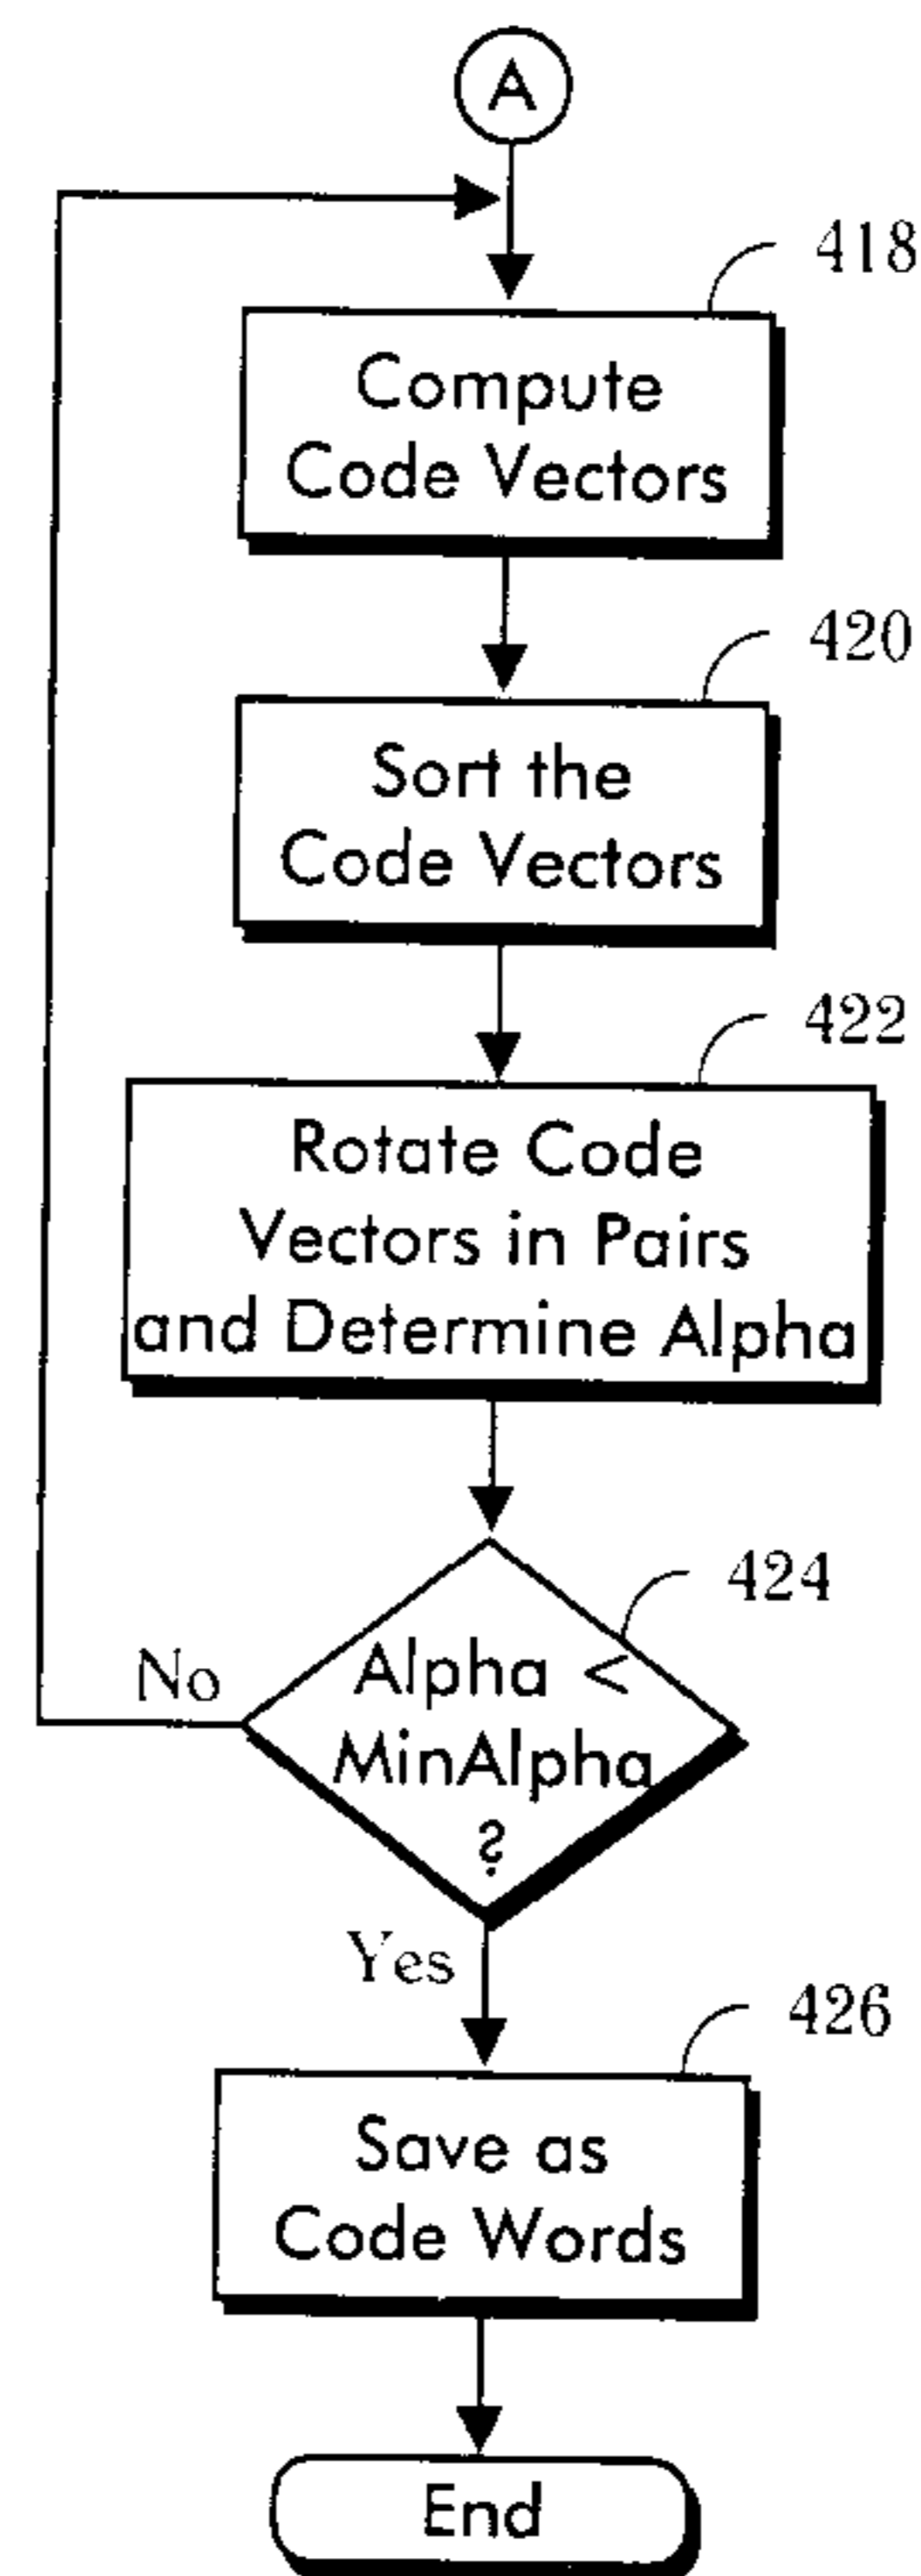 A
418
Compute
Code Vectors
420
Sort the
Code Vectors
422
Rotate Code
Vectors in Pairs
and Determine Alpha
424
Alpha <
MinAlpha
?
No
Yes
426
Save as
Code Words
End